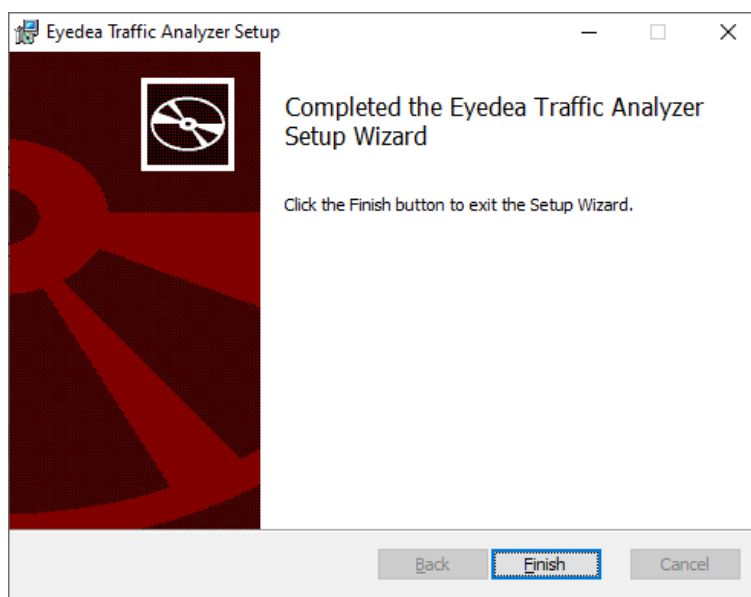 Eyedea Traffic Analyzer Setup
Completed the Eyedea Traffic Analyzer
Setup Wizard
Click the Finish button to exit the Setup Wizard.
Back Finish Cancel